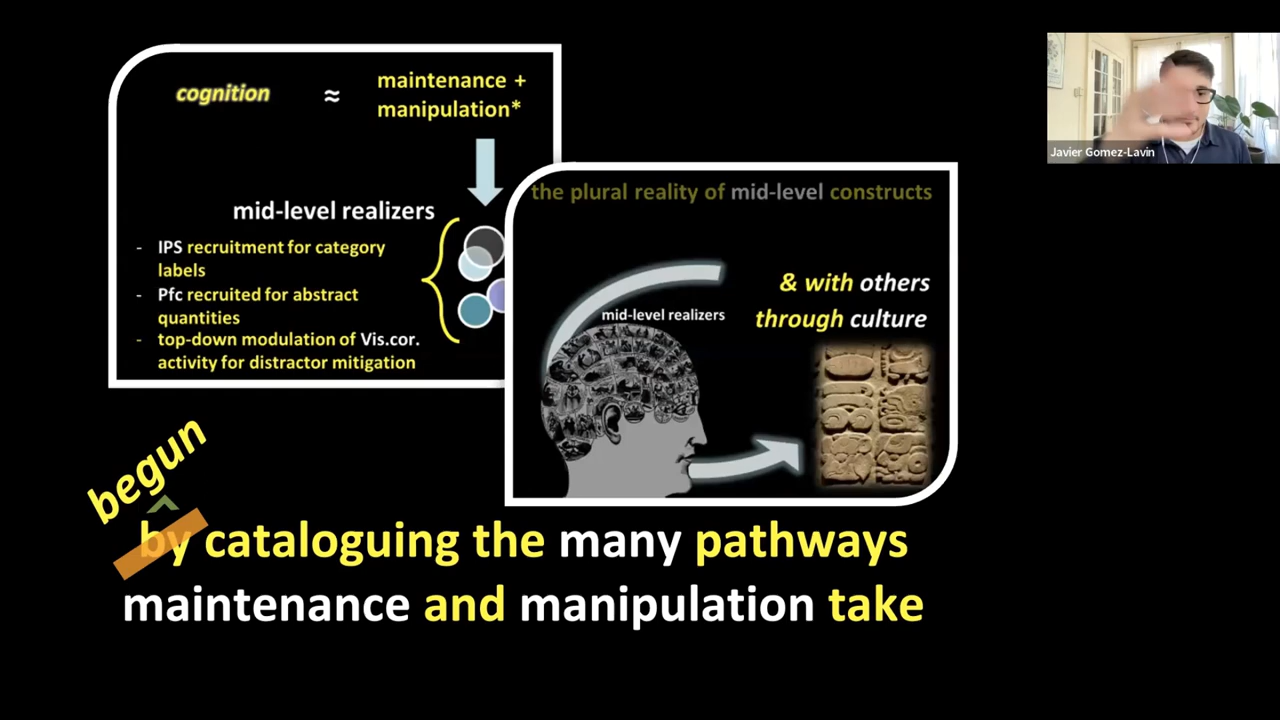 cognition ≈ maintenance +
manipulation*
mid-level realizers
- IPS recruitment for category
labels
- Pfc recruited for abstract
quantities
- top-down modulation of Vis.cor.
activity for distractor mitigation
the plural reality of mid-level constructs
& with others
through culture
mid-level realizers
begun
by cataloguing the many pathways
maintenance and manipulation take
Javier Gomez-Lavin